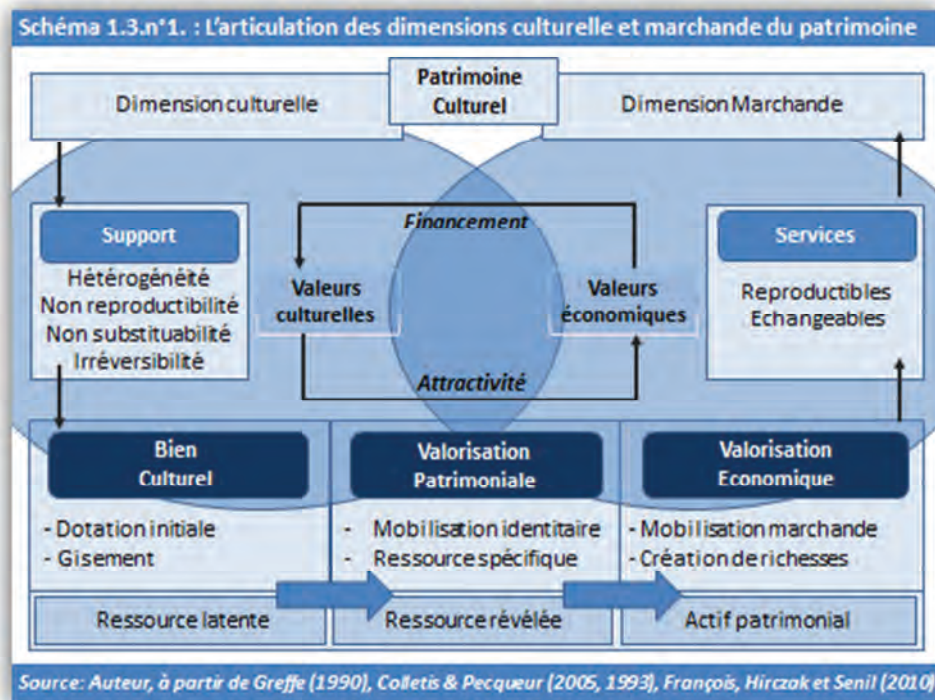 Schéma 1.3.n°1. : L'articulation des dimensions culturelle et marchande du patrimoine
Patrimoine
Culturel
Dimension culturelle
Dimension Marchande
Support
Hétérogénéité
Non reproductibilité
Non substituabilité
Irréversibilité
Financement
Valeurs
culturelles
Valeurs
économiques
Attractivité
Services
Reproductibles
Echangeables
Bien
Culturel
- Dotation initiale
- Gisement
Valorisation
Patrimoniale
- Mobilisation identitaire
- Ressource spécifique
Valorisation
Economique
- Mobilisation marchande
- Création de richesses
Ressource latente
Ressource révélée
Actif patrimonial
Source: Auteur, à partir de Greffe (1990), Colletis & Pecqueur (2005, 1993), François, Hirczak et Senil (2010)